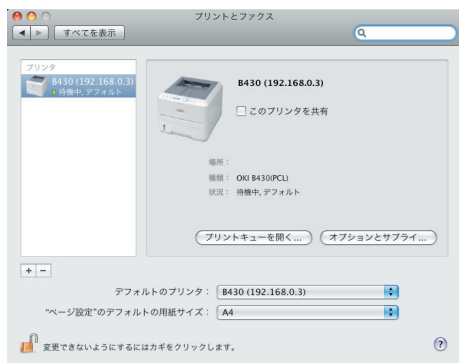 プリントとファクス
すべてを表示
プリンタ
B430 (192.168.0.3)
待機中, デフォルト
B430 (192.168.0.3)
このプリンタを共有
場所：
種類： OKI B430(PCL)
状況： 待機中, デフォルト
プリントキューを開く...
オプションとサプライ...
+ −
デフォルトのプリンタ： B430 (192.168.0.3)
“ページ設定”のデフォルトの用紙サイズ： A4
変更できないようにするにはカギをクリックします。
?